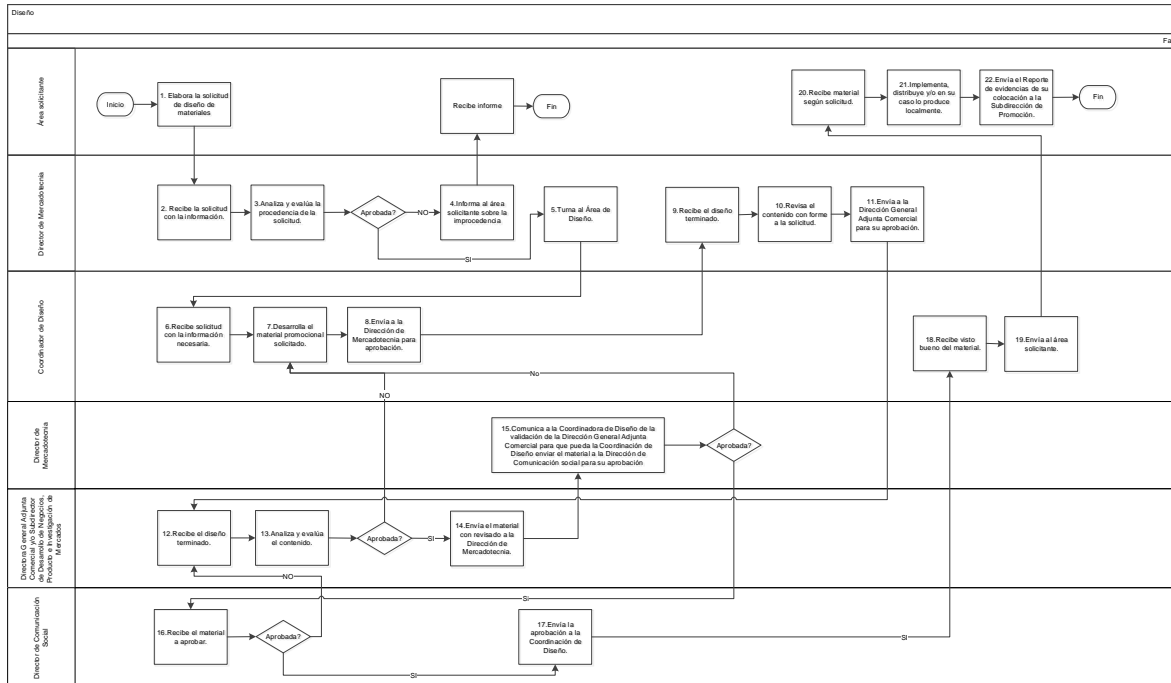 Diseño
Fa
Área solicitante
Inicio
1. Elabora la solicitud
de diseño de
materiales
Recibe informe
Fin
20.Recibe material
según solicitud.
21.Implementa,
distribuye y/o en su
caso lo produce
localmente.
22.Envía el Reporte
de evidencias de su
colocación a la
Subdirección de
Promoción.
Fin
Director de Mercadotecnia
2. Recibe la solicitud
con la información.
3.Analiza y evalúa la
procedencia de la
solicitud.
Aprobada?
NO
4.Informa al área
solicitante sobre la
improcedencia
SI
5.Turna al Área de
Diseño.
9.Recibe el diseño
terminado.
10.Revisa el
contenido con forme
a la solicitud.
11.Envía a la
Dirección General
Adjunta Comercial
para su aprobación.
Coordinador de Diseño
6.Recibe solicitud
con la información
necesaria.
7.Desarrolla el
material promocional
solicitado.
8.Envía a la
Dirección de
Mercadotecnia para
aprobación.
18.Recibe visto
bueno del material.
19.Envía al área
solicitante.
No
NO
Director de
Mercadotecnia
15.Comunica a la Coordinadora de Diseño de la
validación de la Dirección General Adjunta
Comercial para que pueda la Coordinación de
Diseño enviar el material a la Dirección de
Comunicación social para su aprobación
Aprobada?
Directora General Adjunta
Comercial y/o Subdirector
de Desarrollo de Negocios,
Producto e Investigación de
Mercados
12.Recibe el diseño
terminado.
13.Analiza y evalúa
el contenido.
Aprobada?
SI
14.Envía el material
con revisado a la
Dirección de
Mercadotecnia.
NO
Si
Director de Comunicación
Social
16.Recibe el material
a aprobar.
Aprobada?
17.Envía la
aprobación a la
Coordinación de
Diseño.
SI
SI